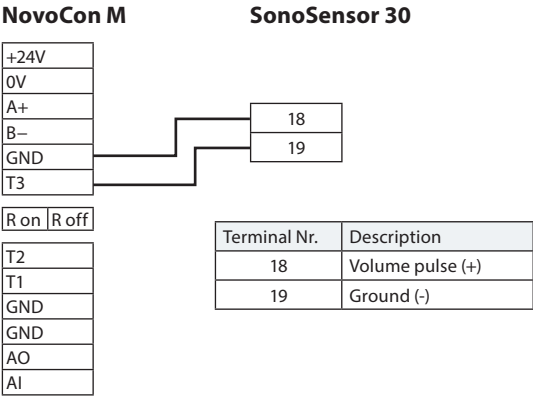 NovoCon M
SonoSensor 30
+24V
0V
A+
B−
GND
T3
18
19
R on R off
T2
T1
GND
GND
AO
AI
Terminal Nr. Description
18 Volume pulse (+)
19 Ground (-)